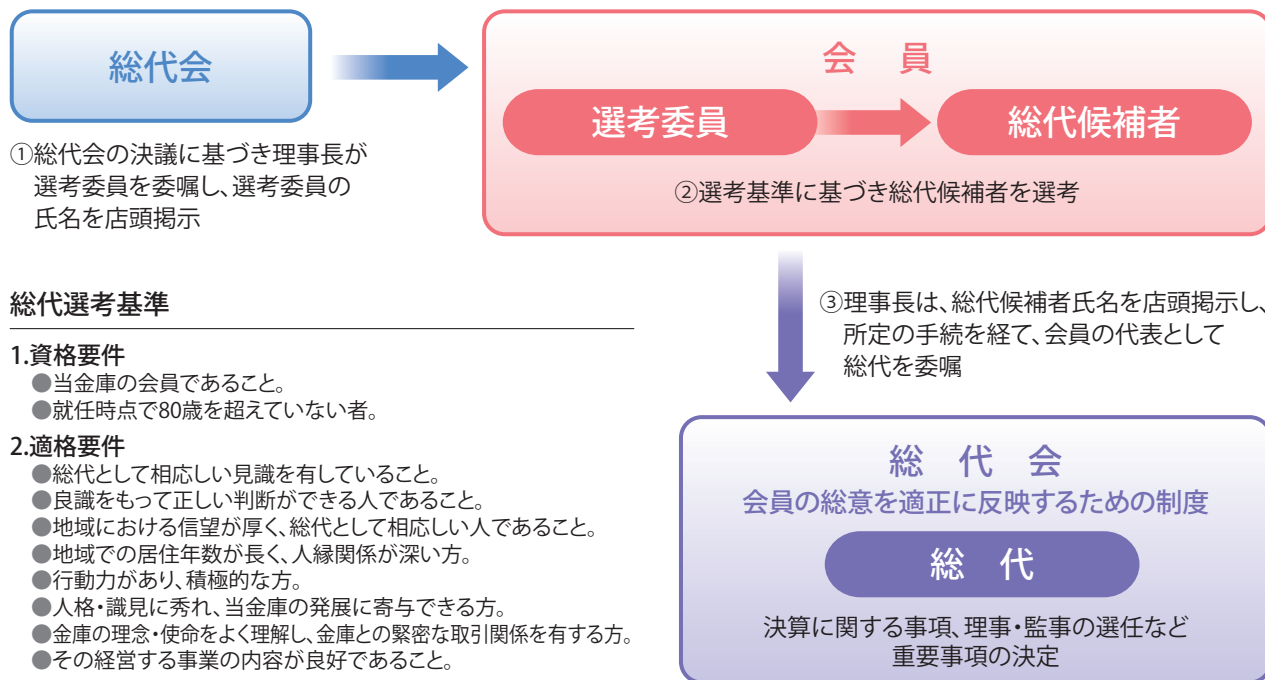 総代会
①総代会の決議に基づき理事長が
選考委員を委嘱し、選考委員の
氏名を店頭掲示
会 員
選考委員
総代候補者
②選考基準に基づき総代候補者を選考
③理事長は、総代候補者氏名を店頭掲示し、
所定の手続を経て、会員の代表として
総代を委嘱
総代選考基準
1.資格要件
●当金庫の会員であること。
●就任時点で80歳を超えていない者。
2.適格要件
●総代として相応しい見識を有していること。
●良識をもって正しい判断ができる人であること。
●地域における信望が厚く、総代として相応しい人であること。
●地域での居住年数が長く、人縁関係が深い方。
●行動力があり、積極的な方。
●人格・識見に秀れ、当金庫の発展に寄与できる方。
●金庫の理念・使命をよく理解し、金庫との緊密な取引関係を有する方。
●その経営する事業の内容が良好であること。
総 代 会
会員の総意を適正に反映するための制度
総 代
決算に関する事項、理事・監事の選任など
重要事項の決定